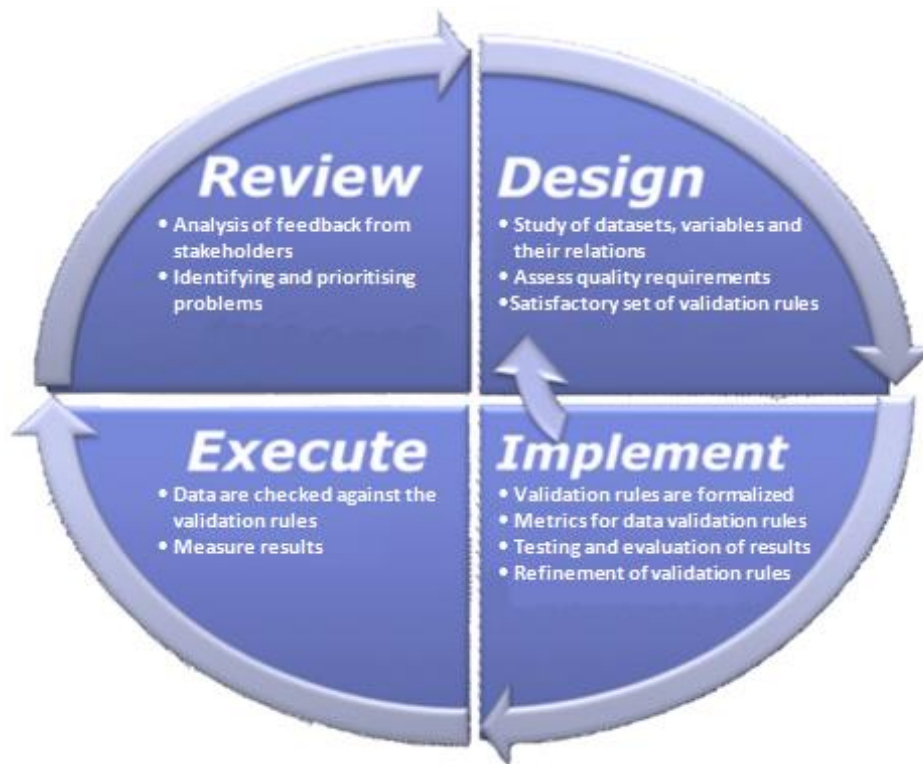 Review
• Analysis of feedback from
stakeholders
• Identifying and prioritising
problems
Design
• Study of datasets, variables and
their relations
• Assess quality requirements
•Satisfactory set of validation rules
Execute
• Data are checked against the
validation rules
• Measure results
Implement
• Validation rules are formalized
• Metrics for data validation rules
• Testing and evaluation of results
• Refinement of validation rules